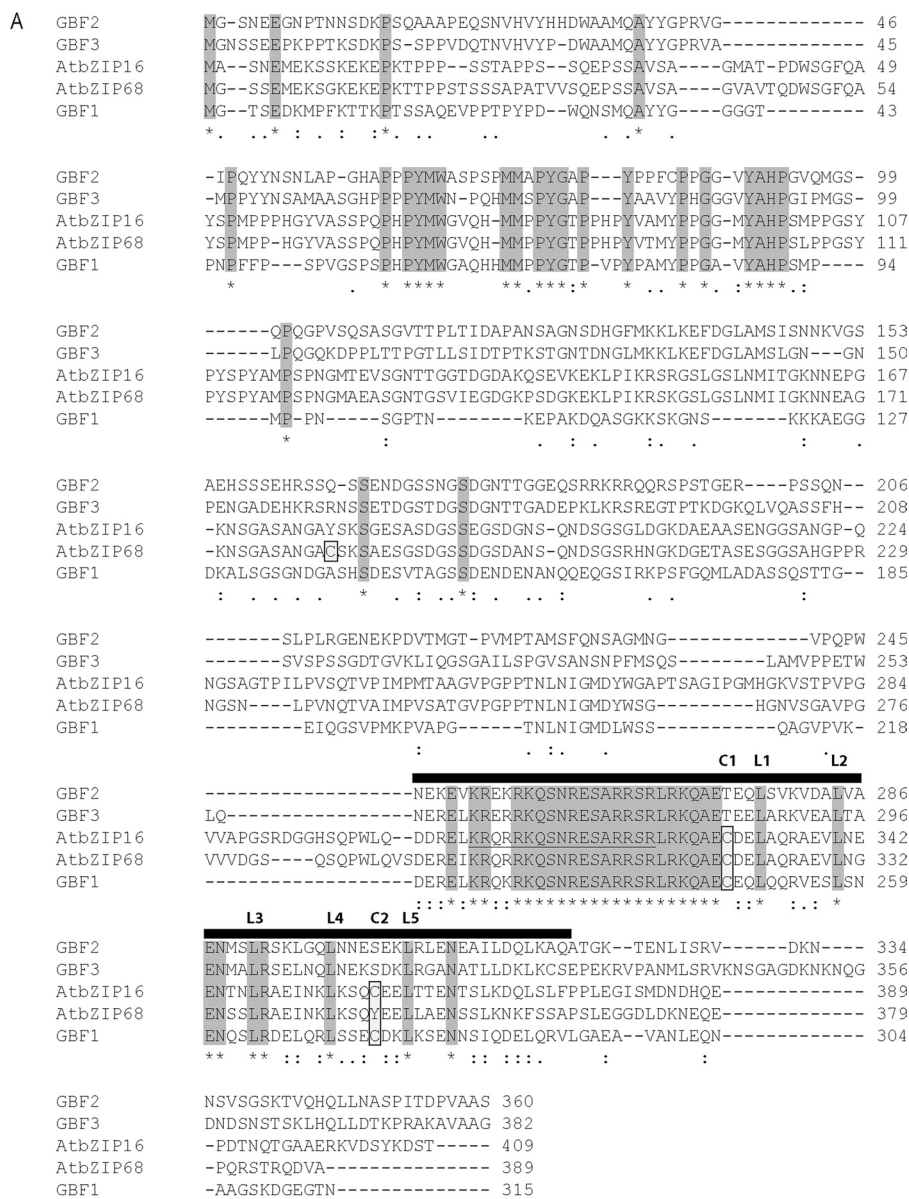 A
GBF2 MG-SNEEGNPTNNSDKPSQAAAPEQSNVHVYHHDWAAMQAYYGPRVG------------ 46
GBF3 MGNSSEEPKPPTKSDKPS-SPPVDQTNVHVYP-DWAAMQAYYGPRVA------------- 45
AtbZIP16 MA--SNEMEKSSKEKEPKTPPP--SSTAPPS--SQEPSSAVSA---GMAT-PDWSGFQA 49
AtbZIP68 MG--SSEMEKSGKEKEPKTTPPSTSSSAPATVVSQEPSSAVSA---GVAVTQDWSGFQA 54
GBF1 MG--TSEDKMPFKTTKPTSSAQEVPPTPYPD--WQNSMQAYYG---GGGT--------- 43
*. .. * : : :* . . .. . . * .
GBF2 -IPQYYNSNLAP-GHAPPPYMWASPSPMMAPYGAP---YPPFCPPGG-VYAHPGVQMGS- 99
GBF3 -MPPYYNSAMAASGHPPPPYMWN-PQHMMSPYGAP---YAAVYPHGGGVYAHPGIPMGS- 99
AtbZIP16 YSPMPPPHGYVASSPQPHPYMWGVQH-MMPPYGTPPHPYVAMYPPGG-MYAHPSMPPGSY 107
AtbZIP68 YSPMPP-HGYVASSPQPHPYMWGVQH-MMPPYGTPPHPYVTMYPPGG-MYAHPSLPPGSY 111
GBF1 PNPFFP---SPVGSPSPHPYMWGAQHHMMPPYGTP-VPYPAMYPPGA-VYAHPSMP---- 94
* . * **** ** ***:* * .. * *. :****.:
GBF2 ------QPQGPVSQSASGVTTPLTIDAPANSAGNSDHGFMKKLKEFDGLAMSISNNKVGS 153
GBF3 ------LPQGQKDPPLTTPGTLLSIDTPTKSTGNTDNGLMKKLKEFDGLAMSLGN---GN 150
AtbZIP16 PYSPYAMPSPNGMTEVSGNTTGGTDGDAKQSEVKEKLPIKRSRGSLGSLNMITGKNNEPG 167
AtbZIP68 PYSPYAMPSPNGMAEASGNTGSVIEGDGKPSDGKEKLPIKRSKGSLGSLNMIIGKNNEPG 171
GBF1 ------MP-PN----SGPTN-------KEPAKDQASGKKSKGNS------KKKAEGG 127
* : . .: : . : .
GBF2 AEHSSSEHRSSQ-SSENDGSSNGSDGNTTGGEQSRRKRRQQRSPSTGER---PSSQN-- 206
GBF3 PENGADEHKRSRNSSETDGSTDGSDGNTTGADEPKLKRSREGTPTKDGKQLVQASSFH-- 208
AtbZIP16 -KNSGASANGAYSKSGESASDGSSEGSDGNS-QNDSGSGLDGKDAEAASENGGSANGP-Q 224
AtbZIP68 -KNSGASANGACSKSAESGSDGSSDGSDANS-QNDSGSRHNGKDGETASESGGSAHGPPR 229
GBF1 DKALSGSGNDGASHSDESVTAGSSDENDENANQQEQGSIRKPSFGQMLADASSQSTTG-- 185
: . . . . * . : .* . : : : . . :
GBF2 --------SLPLRGENEKPDVTMGT-PVMPTAMSFQNSAGMNG------------VPQPW 245
GBF3 --------SVSPSSGDTGVKLIQGSGAILSPGVSANSNPFMSQS--------LAMVPPETW 253
AtbZIP16 NGSAGTPILPVSQTVPIMPMTAAGVPGPPTNLNIGMDYWGAPTSAGIPGMHGKVSTPVPG 284
AtbZIP68 NGSN---LPVNQTVAIMPVSATGVPGPPTNLNIGMDYWSG--------HGNVSGAVPG 276
GBF1 ---------EIQGSVPMKPVAPG------TNLNIGMDLWSS--------QAGVPVK- 218
: . :. . .
C1 L1 L2
GBF2 -------------------NEKEVKREKRKQSNRESARRSRLRKQAETEQLSVKVDALVA 286
GBF3 LQ-----------------NERELKRERRKQSNRESARRSRLRKQAETEELARKVEALTA 296
AtbZIP16 VVAPGSRDGGHSQPWLQ--DDRELKRQRRKQSNRESARRSRLRKQAECDELAQRAEVLNE 342
AtbZIP68 VVVDGS---QSQPWLQVSDEREIKRQRRKQSNRESARRSRLRKQAECDELAQRAEVLNG 332
GBF1 -------------------DERELKRQKRKQSNRESARRSRLRKQAECEQLQQRVESLSN 259
:::*:**::******************** ::* :.: *
L3 L4 C2 L5
GBF2 ENMSLRSKLGQLNNESEKLRLENEAILDQLKAQATGK--TENLISRV----DKN---- 334
GBF3 ENMALRSELNQLNEKSDKLRGANATLLDKLKCSEPEKRVPANMLSRVKNSGAGDKNKNQG 356
AtbZIP16 ENTNLRAEINKLKSQCEELTTENTSLKDQLSLFPPLEGISMDNDHQE------------- 389
AtbZIP68 ENSSLRAEINKLKSQYEELLAENSSLKNKFSSAPSLEGGDLDKNEQE------------- 379
GBF1 ENQSLRDELQRLSSECDKLKSENNSIQDELQRVLGAEA--VANLEQN------------- 304
** ** :: :*..: ::* * :: ::::. : :
GBF2 NSVSGSKTVQHQLLNASPITDPVAAS 360
GBF3 DNDSNSTSKLHQLLDTKPRAKAVAAG 382
AtbZIP16 -PDTNQTGAAERKVDSYKDST----- 409
AtbZIP68 -PQRSTRQDVA-------------- 389
GBF1 -AAGSKDGEGTN------------- 315